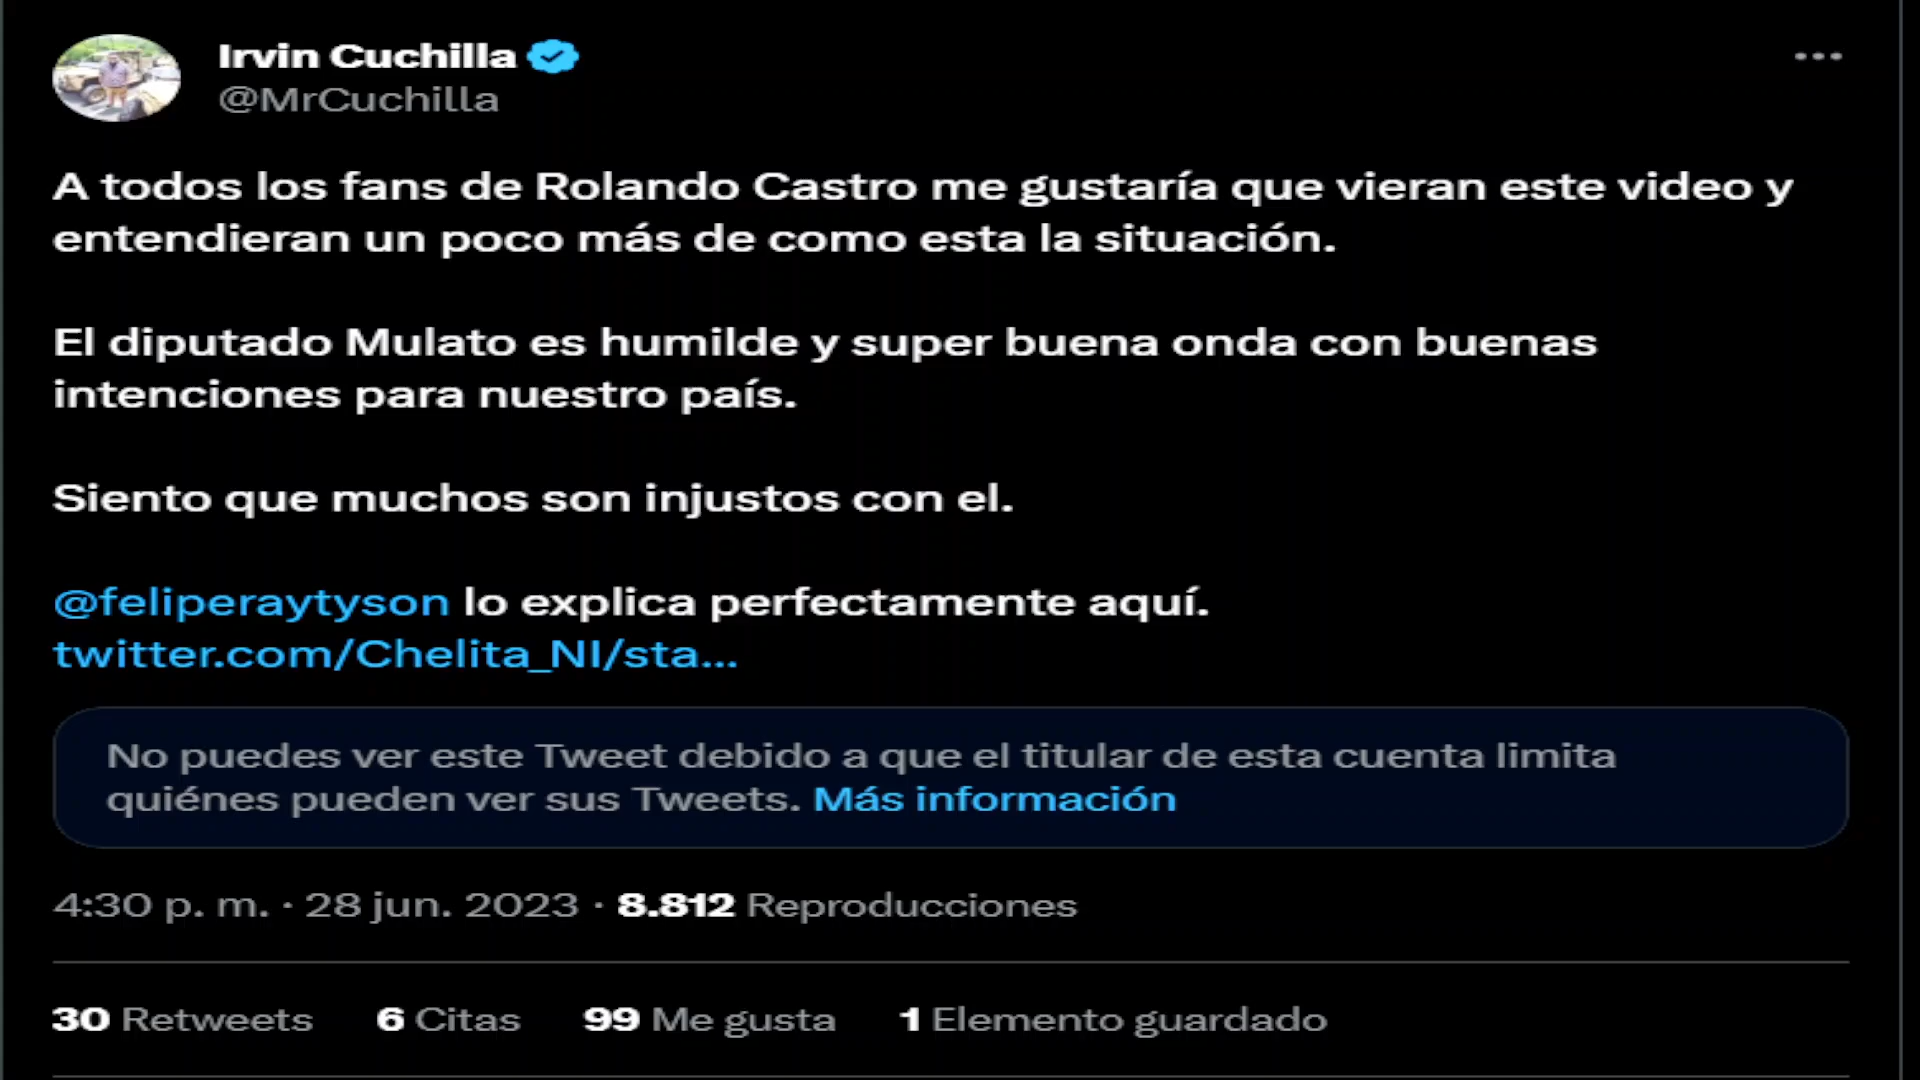 Irvin Cuchilla
@MrCuchilla
A todos los fans de Rolando Castro me gustaría que vieran este video y
entendieran un poco más de como esta la situación.
El diputado Mulato es humilde y super buena onda con buenas
intenciones para nuestro país.
Siento que muchos son injustos con el.
@feliperaytyson lo explica perfectamente aquí.
twitter.com/Chelita_NI/sta...
No puedes ver este Tweet debido a que el titular de esta cuenta limita
quiénes pueden ver sus Tweets. Más información
4:30 p. m. · 28 jun. 2023 · 8.812 Reproducciones
30 Retweets 6 Citas 99 Me gusta 1 Elemento guardado